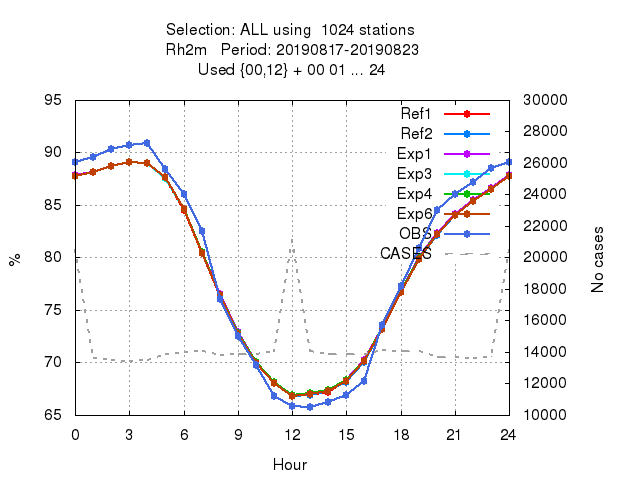 Selection: ALL using  1024 stations
Rh2m   Period: 20190817-20190823
Used {00,12} + 00 01 ... 24
95 30000
Ref1 28000
Ref2
90 Exp1 26000
Exp3
85 Exp4 24000
Exp6 22000
OBS
80 CASES 20000
% No cases
75 18000
16000
70 14000
12000
65 10000
0 3 6 9 12 15 18 21 24
Hour